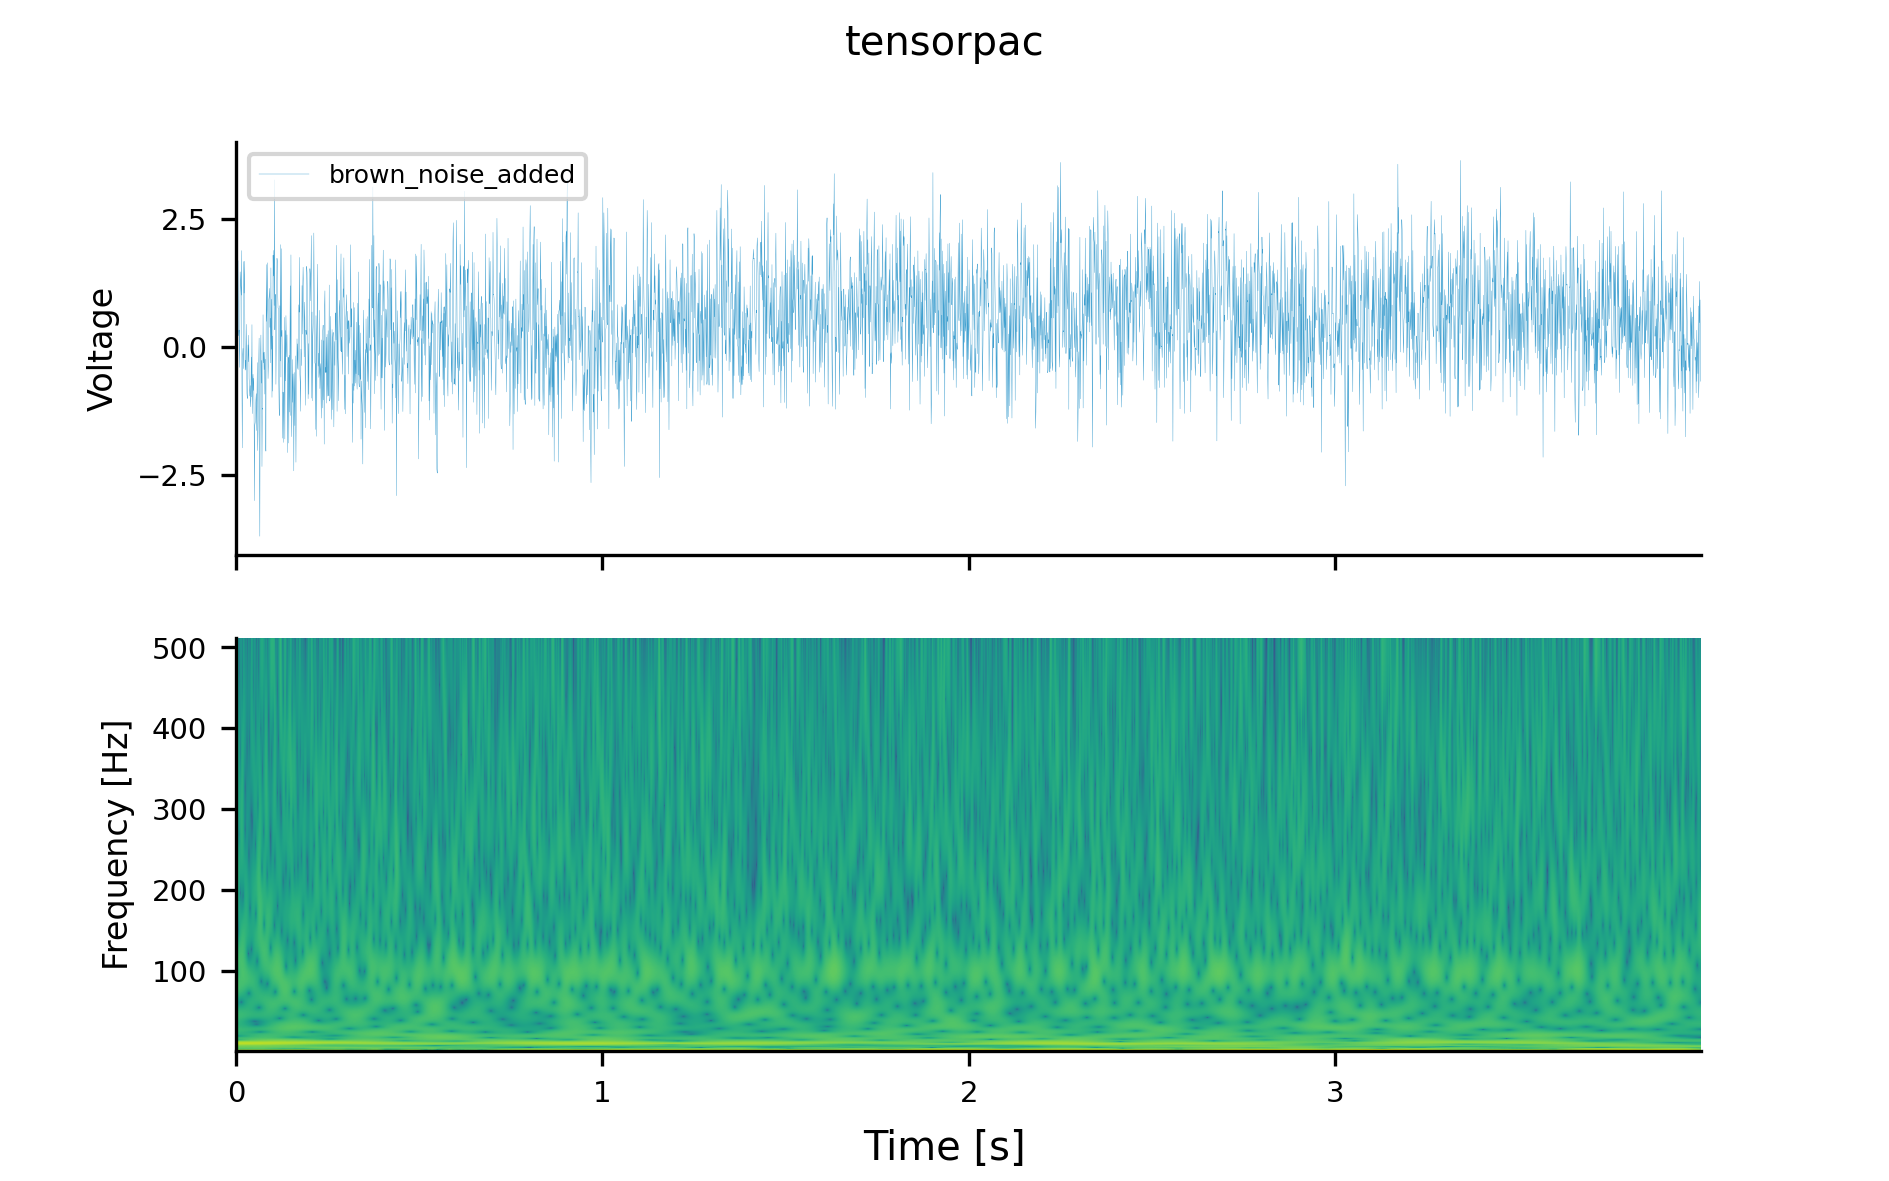 tensorpac
brown_noise_added
2.5
0.0
−2.5
Voltage
500
400
300
200
100
Frequency [Hz]
0 1 2 3
Time [s]